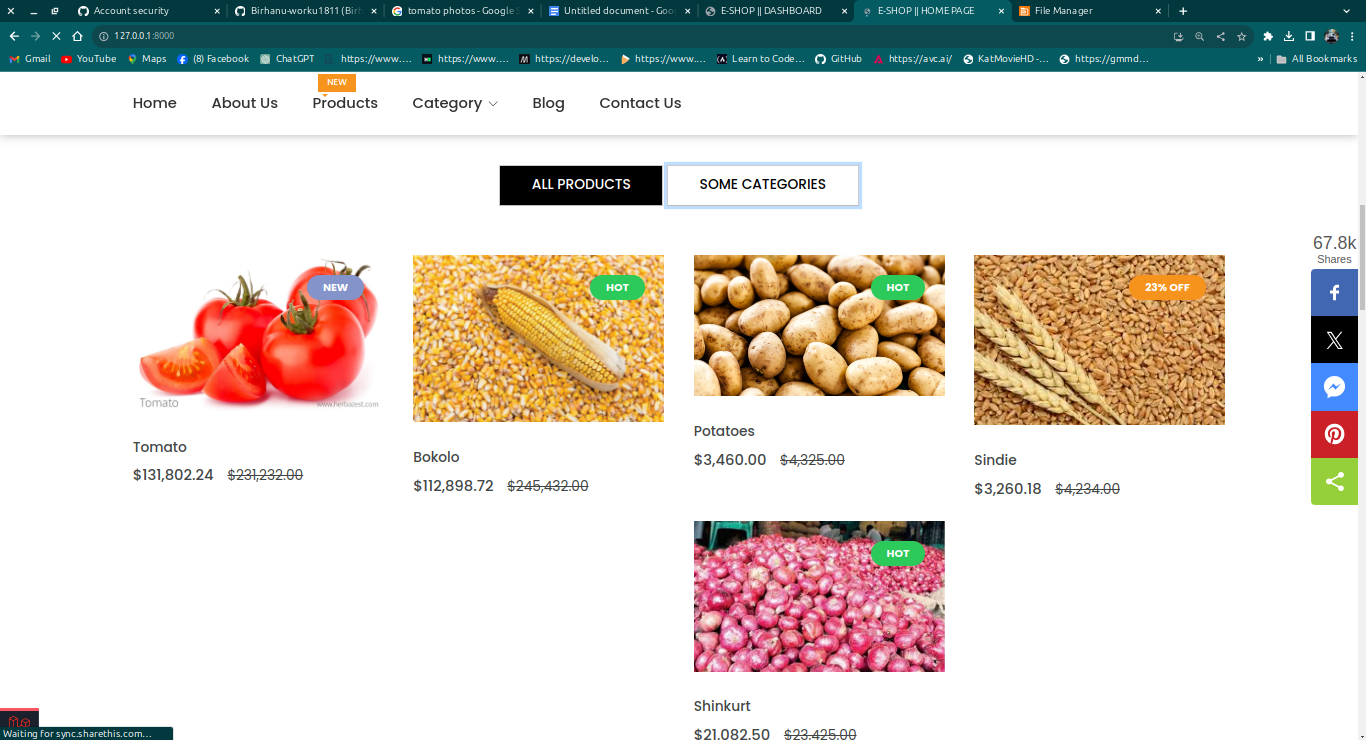 Account security
Birhanu-worku1811 (Birh
tomato photos - Google S
Untitled document - Goo
E-SHOP || DASHBOARD
E-SHOP || HOME PAGE
File Manager
127.0.0.1:8000
Gmail
YouTube
Maps
(8) Facebook
ChatGPT
https://www....
https://www....
https://develo...
https://www....
Learn to Code...
GitHub
https://avc.ai/
KatMovieHD -...
https://gmmd...
»
All Bookmarks
NEW
Home
About Us
Products
Category
Blog
Contact Us
ALL PRODUCTS
SOME CATEGORIES
67.8k
Shares
NEW
Tomato
www.herbazest.com
Tomato
$131,802.24 $231,232.00
HOT
Bokolo
$112,898.72 $245,432.00
HOT
Potatoes
$3,460.00 $4,325.00
23% OFF
Sindie
$3,260.18 $4,234.00
HOT
Shinkurt
$21,082.50 $23,425.00
Waiting for sync.sharethis.com...